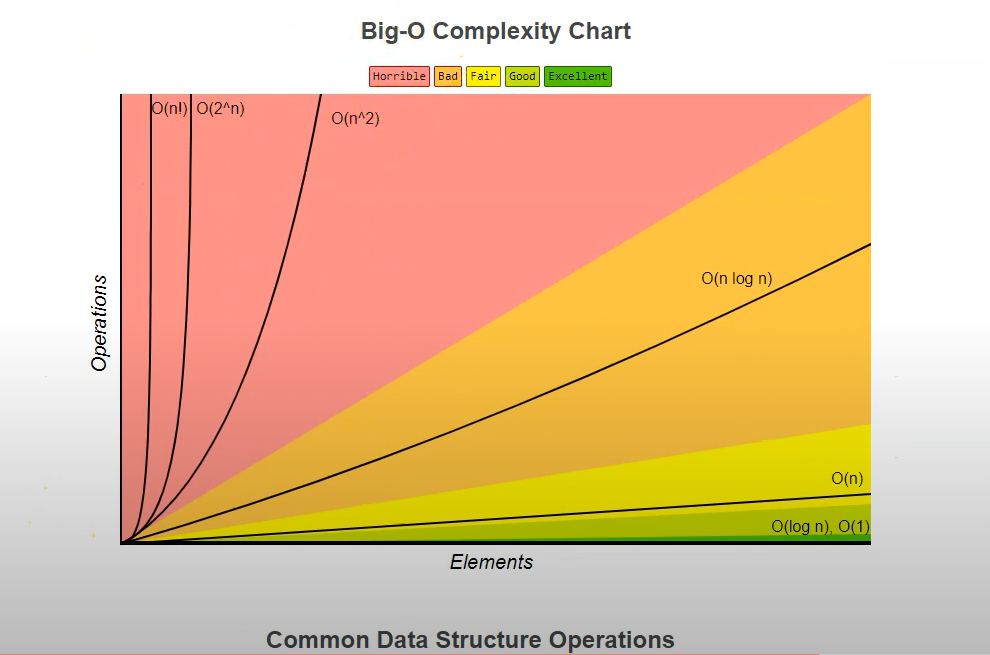 Big-O Complexity Chart
Horrible Bad Fair Good Excellent
O(n!) O(2^n)
O(n^2)
O(n log n)
Operations
O(n)
O(log n), O(1)
Elements
Common Data Structure Operations